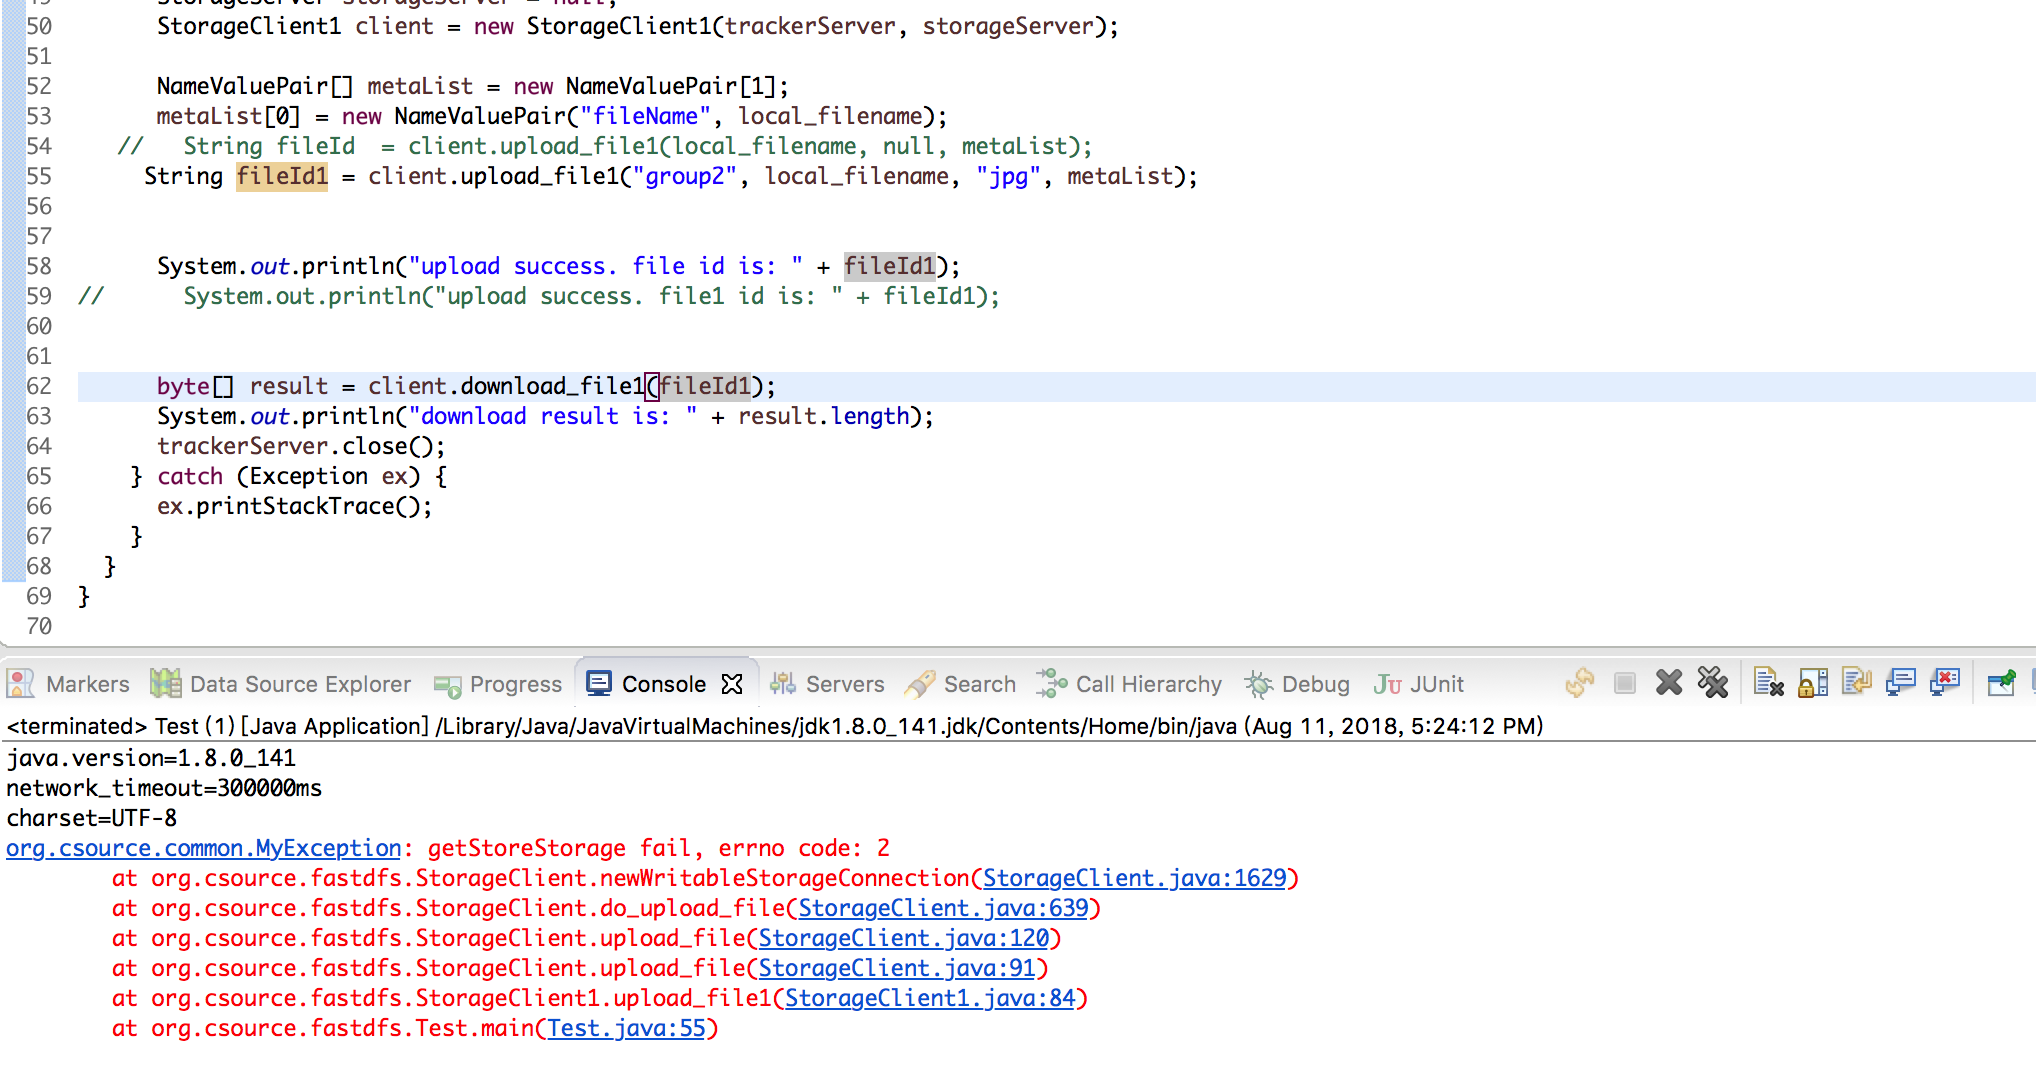 49 StorageServer storageServer = null;
50 StorageClient1 client = new StorageClient1(trackerServer, storageServer);
51
52 NameValuePair[] metaList = new NameValuePair[1];
53 metaList[0] = new NameValuePair("fileName", local_filename);
54 // String fileId = client.upload_file1(local_filename, null, metaList);
55 String fileId1 = client.upload_file1("group2", local_filename, "jpg", metaList);
56
57
58 System.out.println("upload success. file id is: " + fileId1);
59 // System.out.println("upload success. file1 id is: " + fileId1);
60
61
62 byte[] result = client.download_file1(fileId1);
63 System.out.println("download result is: " + result.length);
64 trackerServer.close();
65 } catch (Exception ex) {
66 ex.printStackTrace();
67 }
68 }
69 }
70
Markers Data Source Explorer Progress Console Servers Search Call Hierarchy Debug JU JUnit
<terminated> Test (1) [Java Application] /Library/Java/JavaVirtualMachines/jdk1.8.0_141.jdk/Contents/Home/bin/java (Aug 11, 2018, 5:24:12 PM)
java.version=1.8.0_141
network_timeout=300000ms
charset=UTF-8
org.csource.common.MyException: getStoreStorage fail, errno code: 2
at org.csource.fastdfs.StorageClient.newWritableStorageConnection(StorageClient.java:1629)
at org.csource.fastdfs.StorageClient.do_upload_file(StorageClient.java:639)
at org.csource.fastdfs.StorageClient.upload_file(StorageClient.java:120)
at org.csource.fastdfs.StorageClient.upload_file(StorageClient.java:91)
at org.csource.fastdfs.StorageClient1.upload_file1(StorageClient1.java:84)
at org.csource.fastdfs.Test.main(Test.java:55)